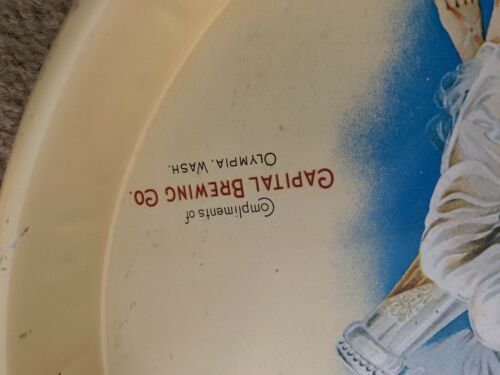 Compliments of
CAPITAL BREWING CO.
OLYMPIA, WASH.